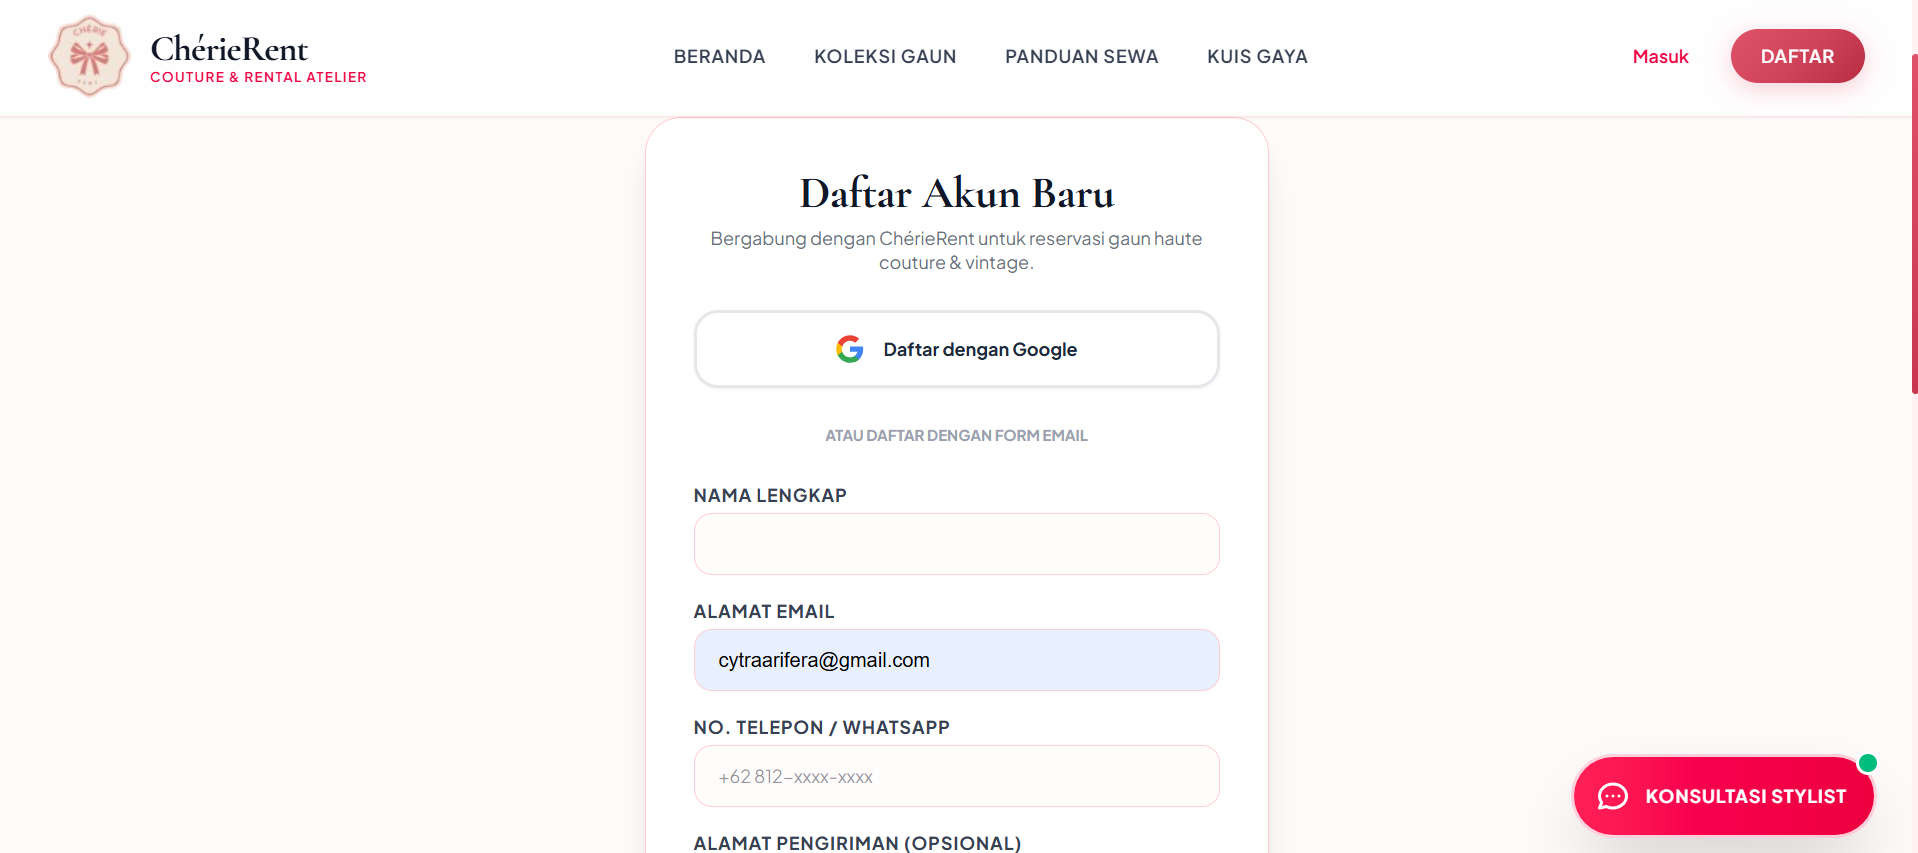 CHÉRIE
ChérieRent
COUTURE & RENTAL ATELIER
BERANDA
KOLEKSI GAUN
PANDUAN SEWA
KUIS GAYA
Masuk
DAFTAR
Daftar Akun Baru
Bergabung dengan ChérieRent untuk reservasi gaun haute
couture & vintage.
Daftar dengan Google
ATAU DAFTAR DENGAN FORM EMAIL
NAMA LENGKAP
ALAMAT EMAIL
cytraarifera@gmail.com
NO. TELEPON / WHATSAPP
+62 812-xxxx-xxxx
ALAMAT PENGIRIMAN (OPSIONAL)
KONSULTASI STYLIST